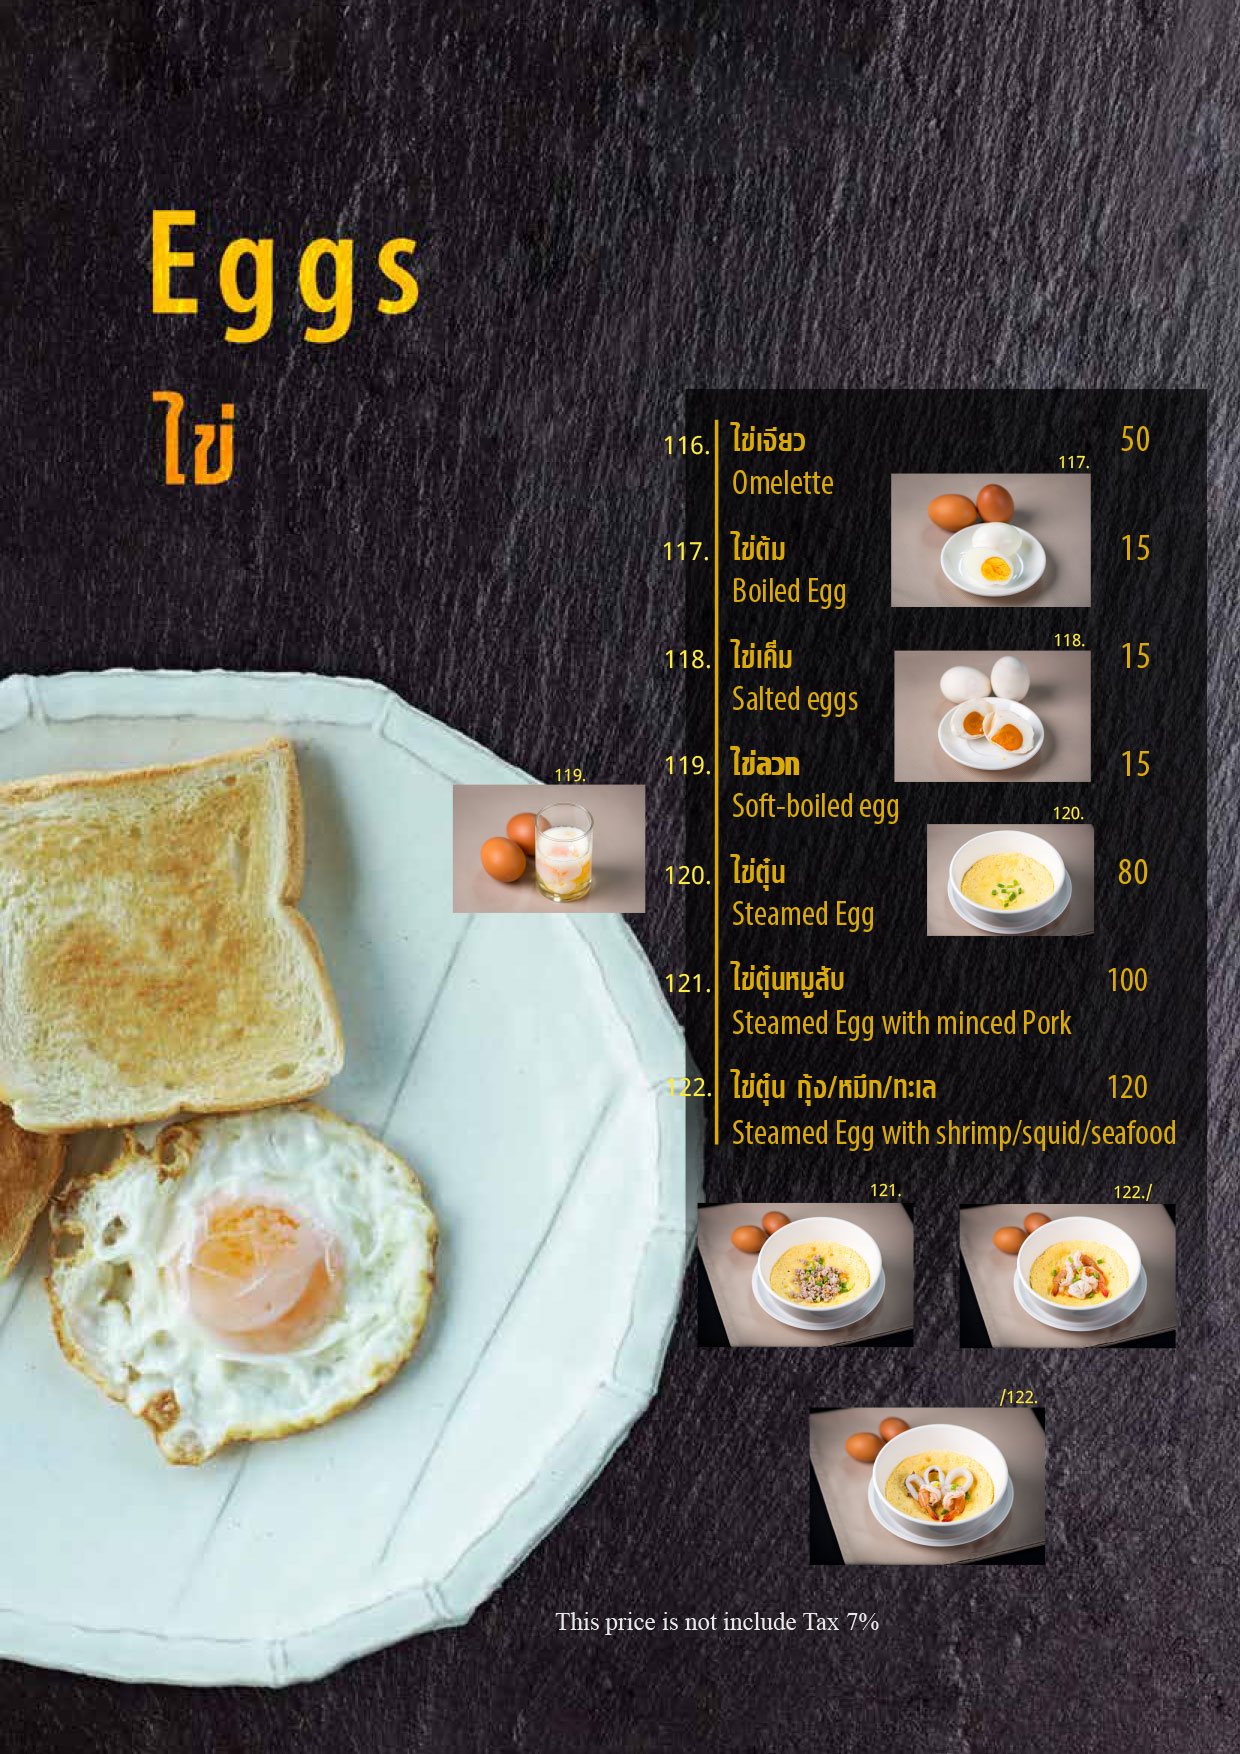 Eggs
ไข่
116. ไข่เจียว 50
Omelette
117.
117. ไข่ต้ม 15
Boiled Egg
118.
118. ไข่เค็ม 15
Salted eggs
119.
119. ไข่ลวก 15
Soft-boiled egg
120.
120. ไข่ตุ๋น 80
Steamed Egg
121. ไข่ตุ๋นหมูสับ 100
Steamed Egg with minced Pork
122. ไข่ตุ๋น กุ้ง/หมึก/ทะเล 120
Steamed Egg with shrimp/squid/seafood
121.
122./
/122.
This price is not include Tax 7%